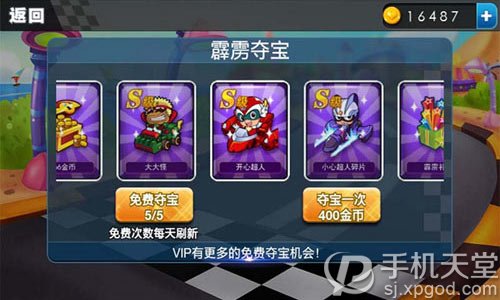 返回
16487
霹雳夺宝
S级
S级
S级
金币
大大怪
开心超人
小心超人碎片
霹雳礼
免费夺宝
5/5
夺宝一次
400金币
免费次数每天刷新
VIP有更多的免费夺宝机会!
手机天堂
sj.xpgod.com